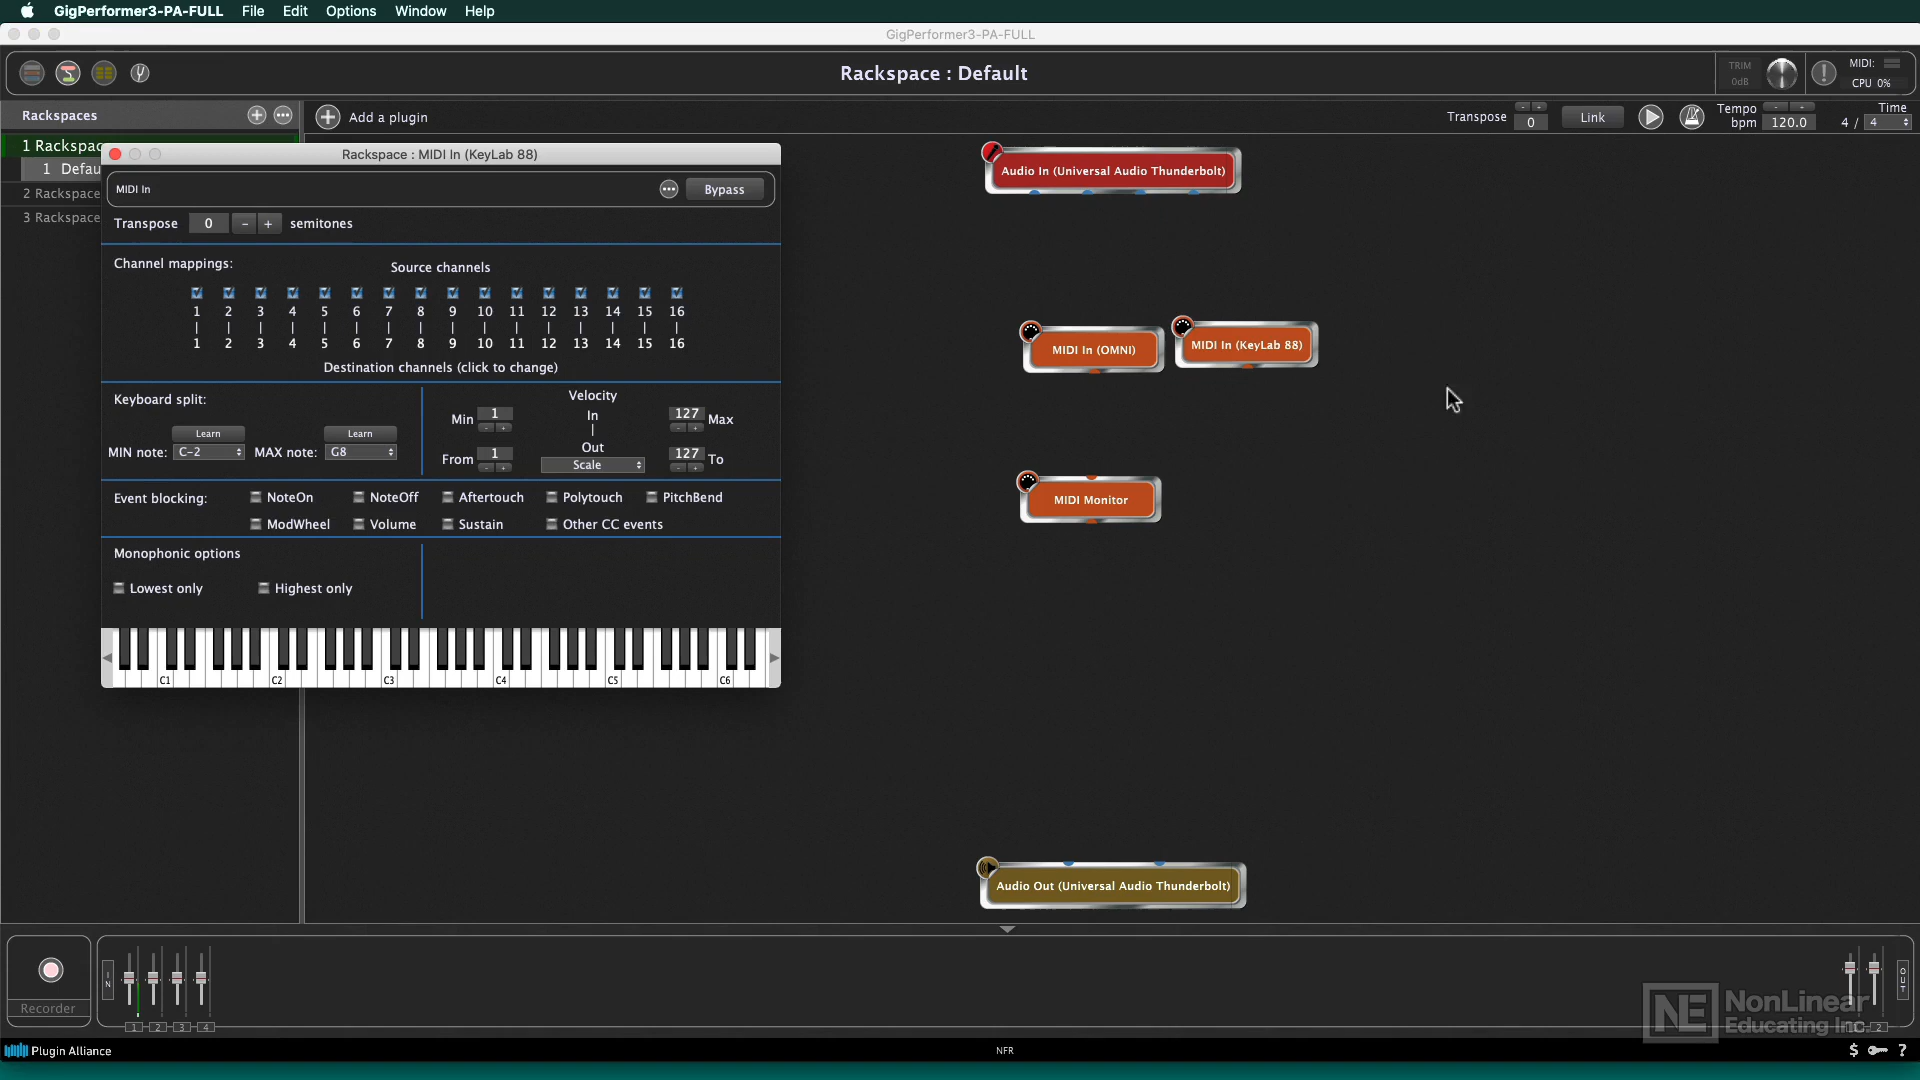 GigPerformer3-PA-FULL File Edit Options Window Help
GigPerformer3-PA-FULL
Rackspace : Default
TRIM
0dB
MIDI:
CPU 0%
Rackspaces
Add a plugin
Transpose 0
Link
Tempo
bpm 120.0
Time
4 / 4
1 Rackspac
1 Defau
2 Rackspace
3 Rackspace
Rackspace : MIDI In (KeyLab 88)
MIDI In
Bypass
Transpose 0 - + semitones
Channel mappings:
Source channels
1 2 3 4 5 6 7 8 9 10 11 12 13 14 15 16
1 2 3 4 5 6 7 8 9 10 11 12 13 14 15 16
Destination channels (click to change)
Keyboard split:
Learn Learn
MIN note: C-2 MAX note: G8
Velocity
Min 1 In 127 Max
Out
From 1 Scale 127 To
Event blocking:
NoteOn NoteOff Aftertouch Polytouch PitchBend
ModWheel Volume Sustain Other CC events
Monophonic options
Lowest only Highest only
C1 C2 C3 C4 C5 C6
Audio In (Universal Audio Thunderbolt)
MIDI In (OMNI)
MIDI In (KeyLab 88)
MIDI Monitor
Audio Out (Universal Audio Thunderbolt)
Recorder
IN
1 2 3 4
OUT
2
NE NonLinear
Educating Inc.
Plugin Alliance
NFR
$ ?